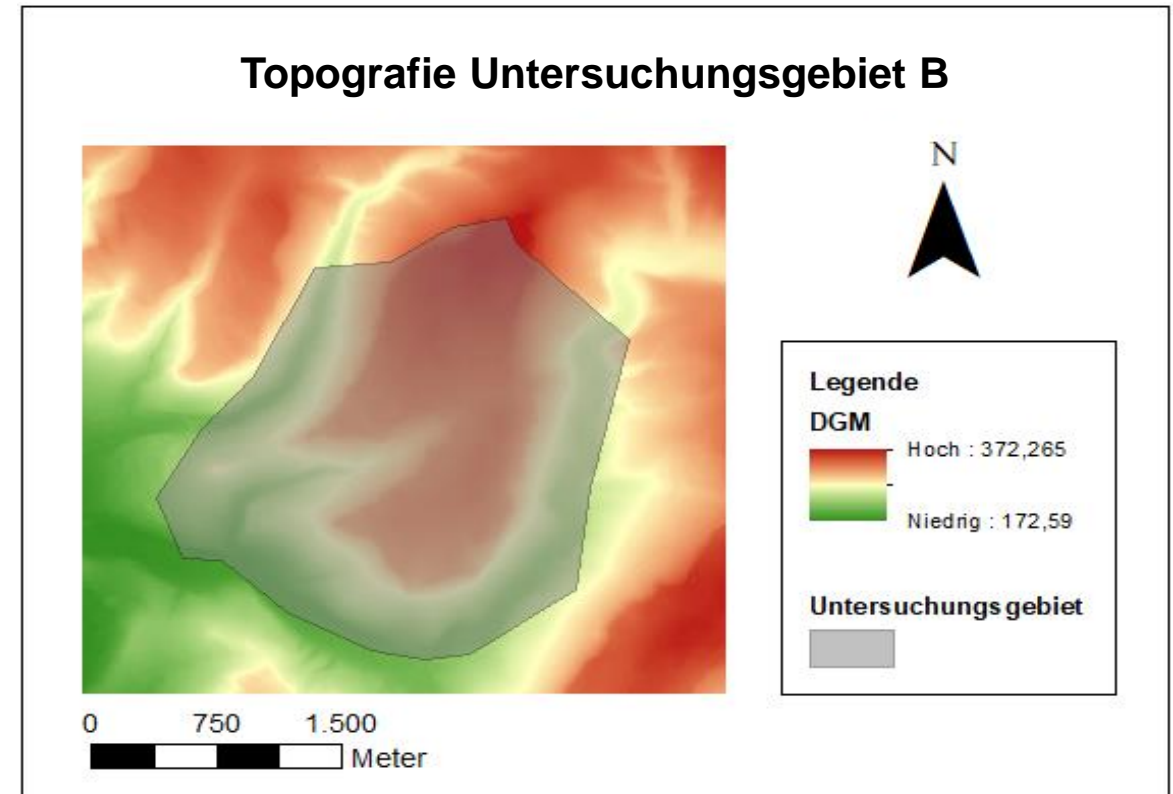 Topografie Untersuchungsgebiet B
N
Legende
DGM
Hoch : 372,265
Niedrig : 172,59
Untersuchungsgebiet
0 750 1.500
Meter